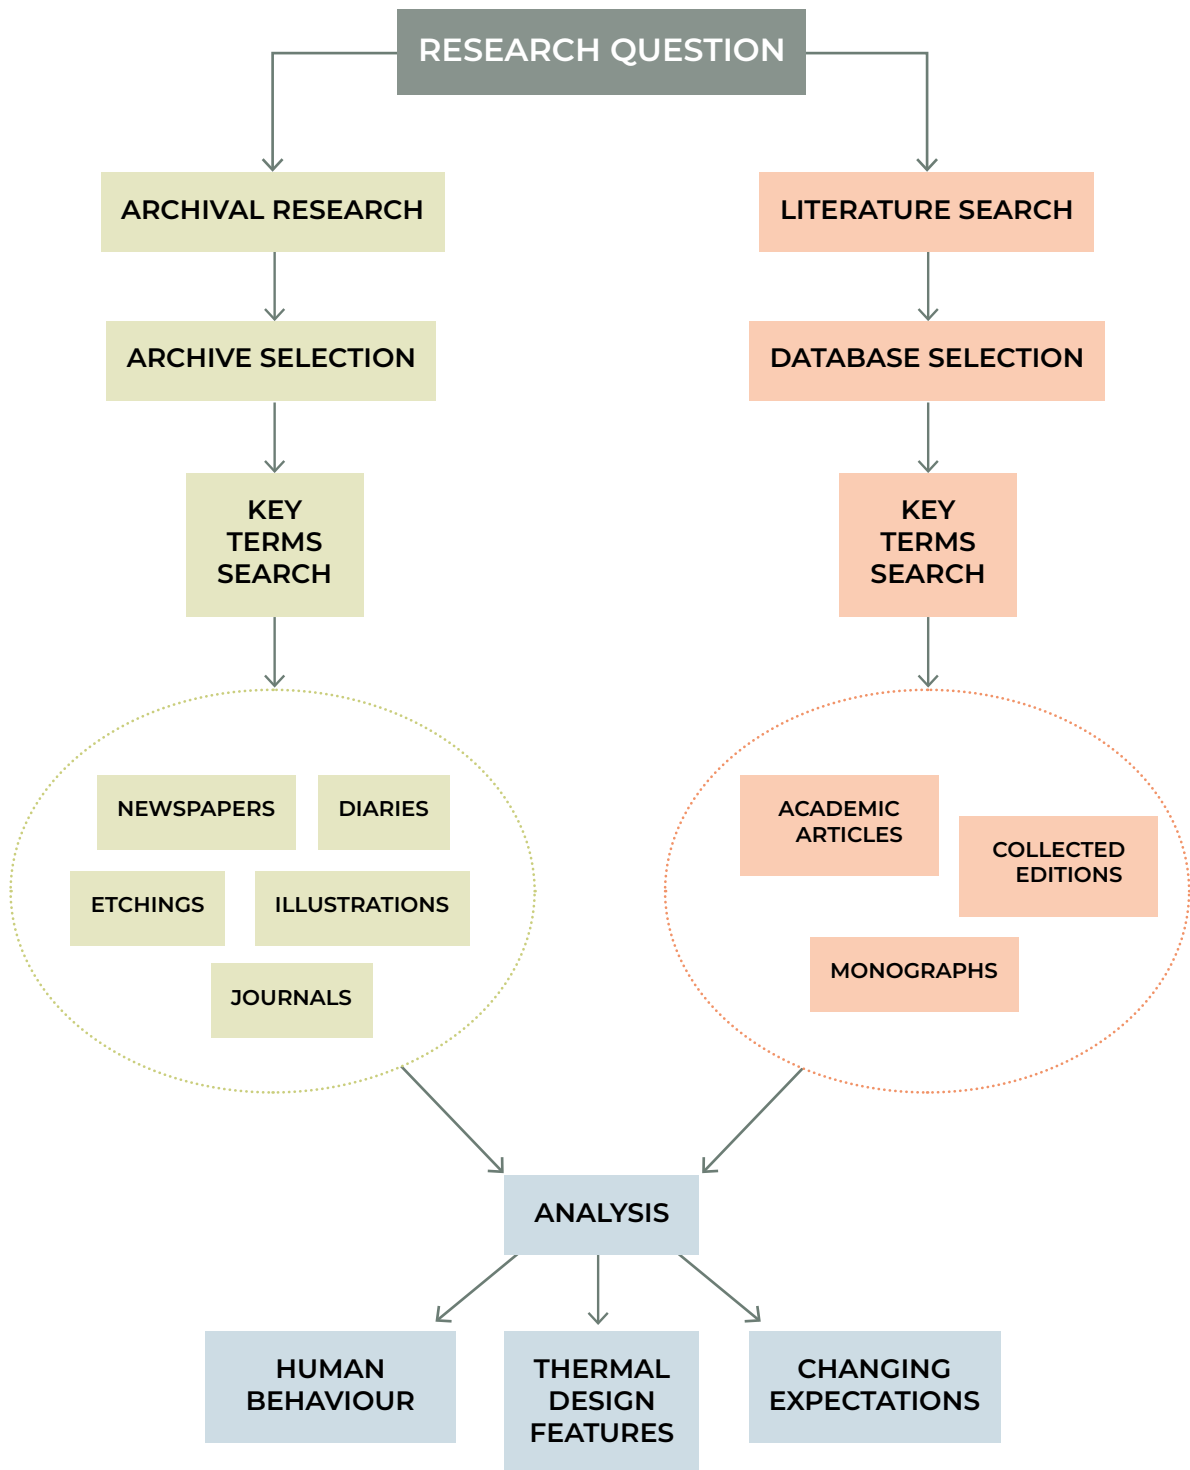 RESEARCH QUESTION
ARCHIVAL RESEARCH
LITERATURE SEARCH
ARCHIVE SELECTION
DATABASE SELECTION
KEY
TERMS
SEARCH
KEY
TERMS
SEARCH
NEWSPAPERS
DIARIES
ETCHINGS
ILLUSTRATIONS
JOURNALS
ACADEMIC
ARTICLES
COLLECTED
EDITIONS
MONOGRAPHS
ANALYSIS
HUMAN
BEHAVIOUR
THERMAL
DESIGN
FEATURES
CHANGING
EXPECTATIONS